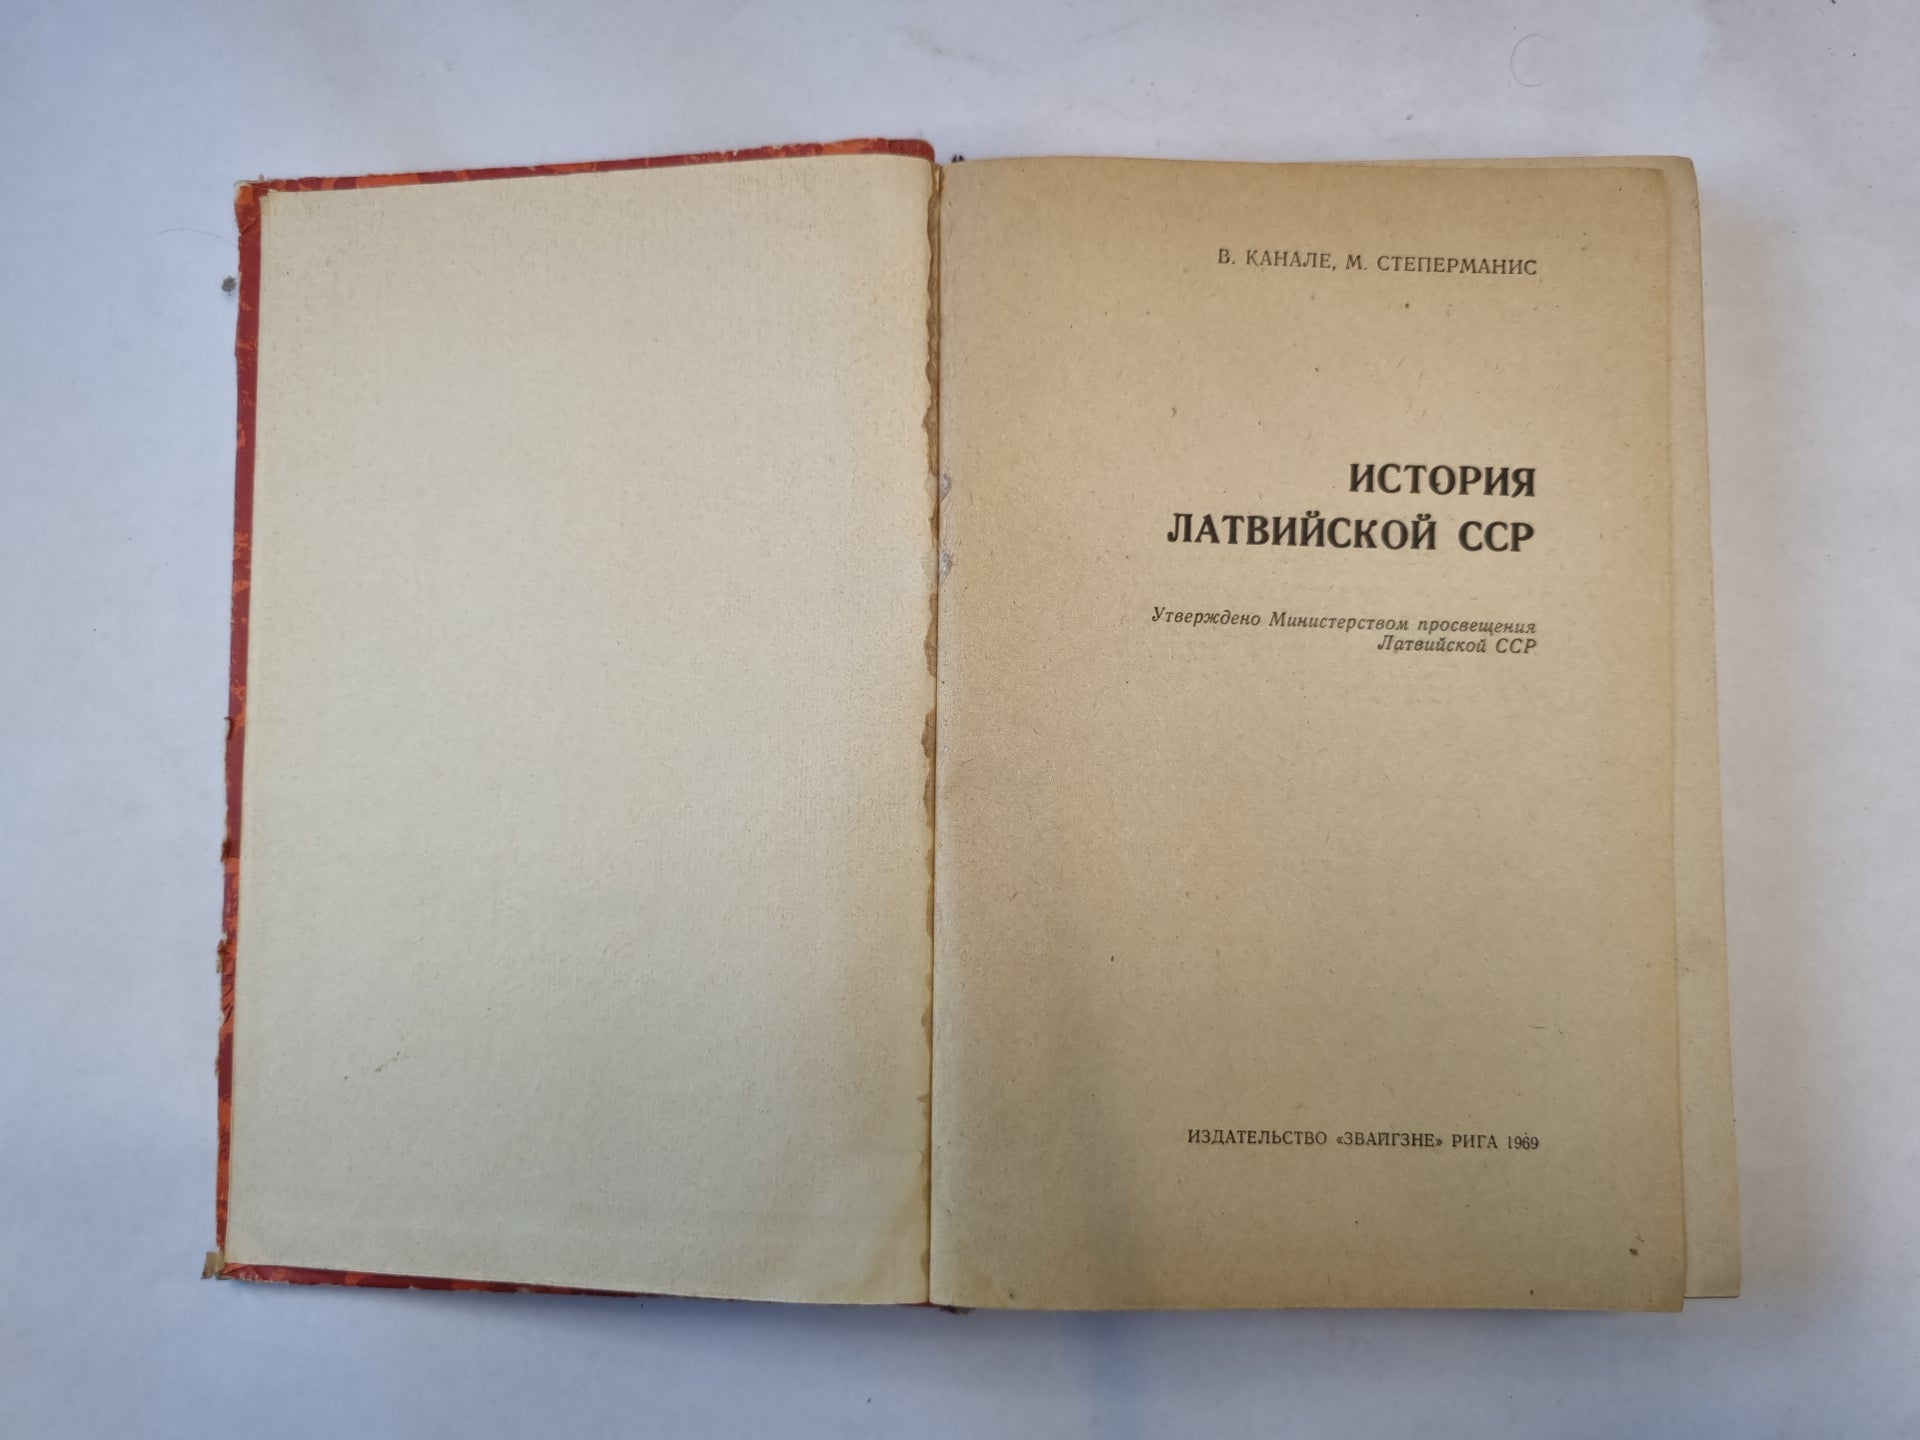 В. КАНАЛЕ, М. СТЕПЕРМАНИС
ИСТОРИЯ
ЛАТВИЙСКОЙ ССР
Утверждено Министерством просвещения
Латвийской ССР
ИЗДАТЕЛЬСТВО «ЗВАЙГЗНЕ» РИГА 1969